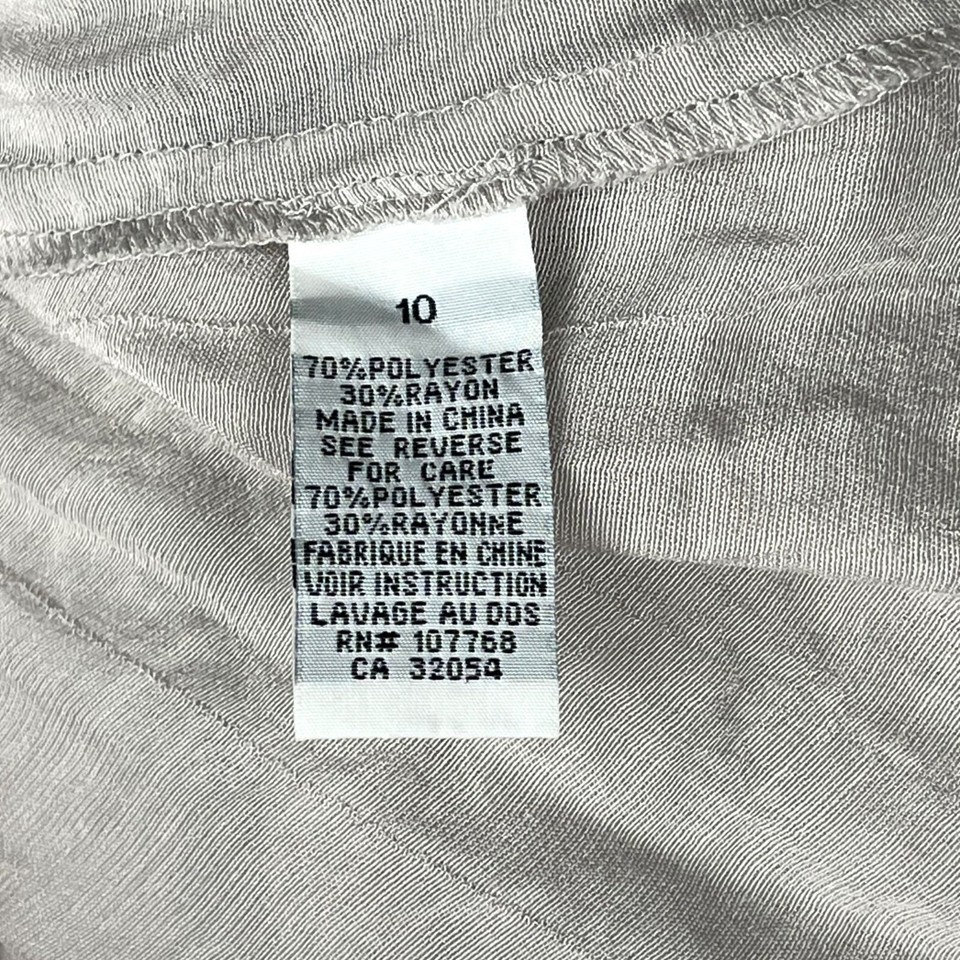 10
70%POLYESTER
30%RAYON
MADE IN CHINA
SEE REVERSE
FOR CARE
70%POLYESTER
30%RAYONNE
FABRIQUE EN CHINE
VOIR INSTRUCTION
LAVAGE AU DOS
RN# 107768
CA 32054